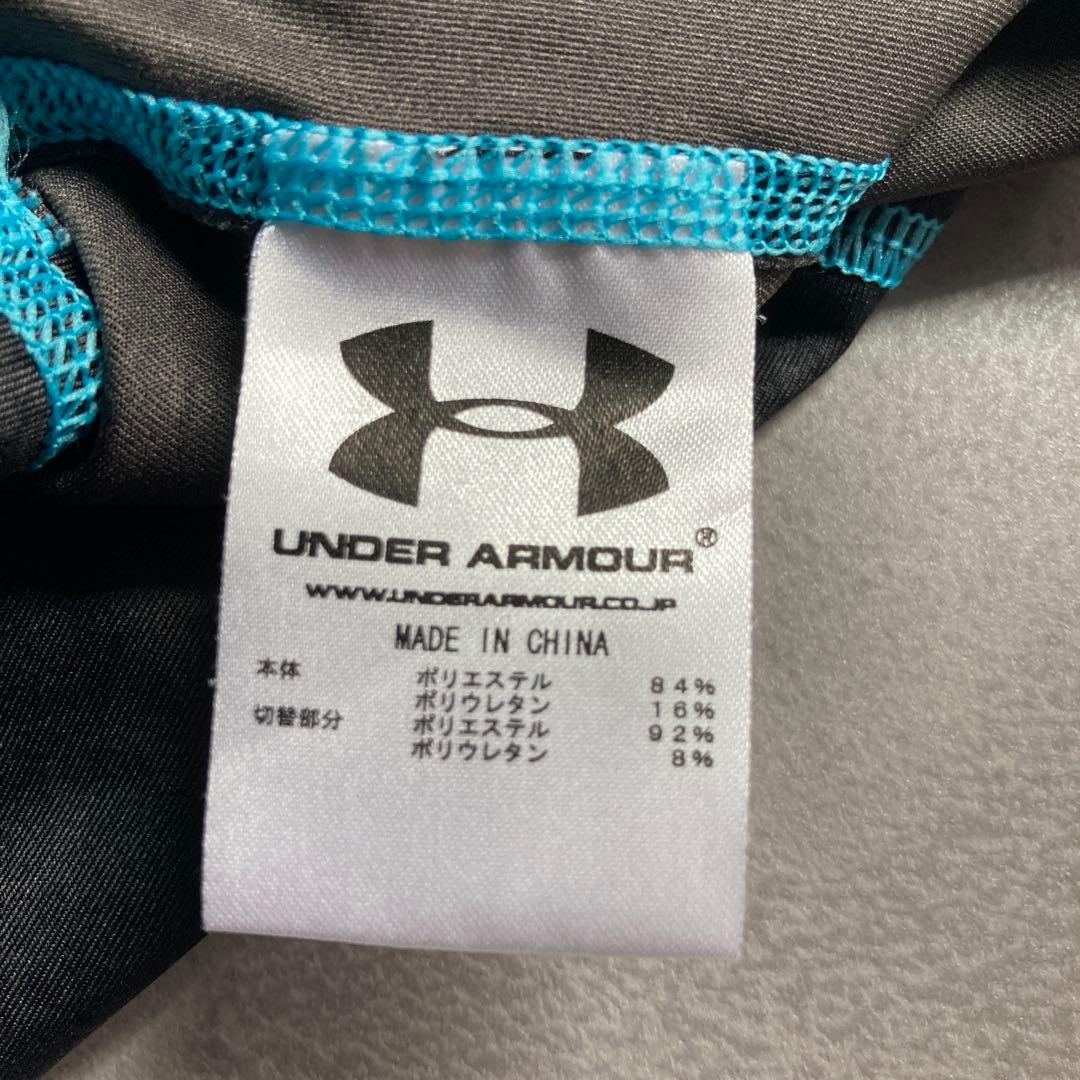 UNDER ARMOUR®
WWW.UNDERARMOUR.CO.JP
MADE IN CHINA
本体 ポリエステル 84%
ポリウレタン 16%
切替部分 ポリエステル 92%
ポリウレタン 8%